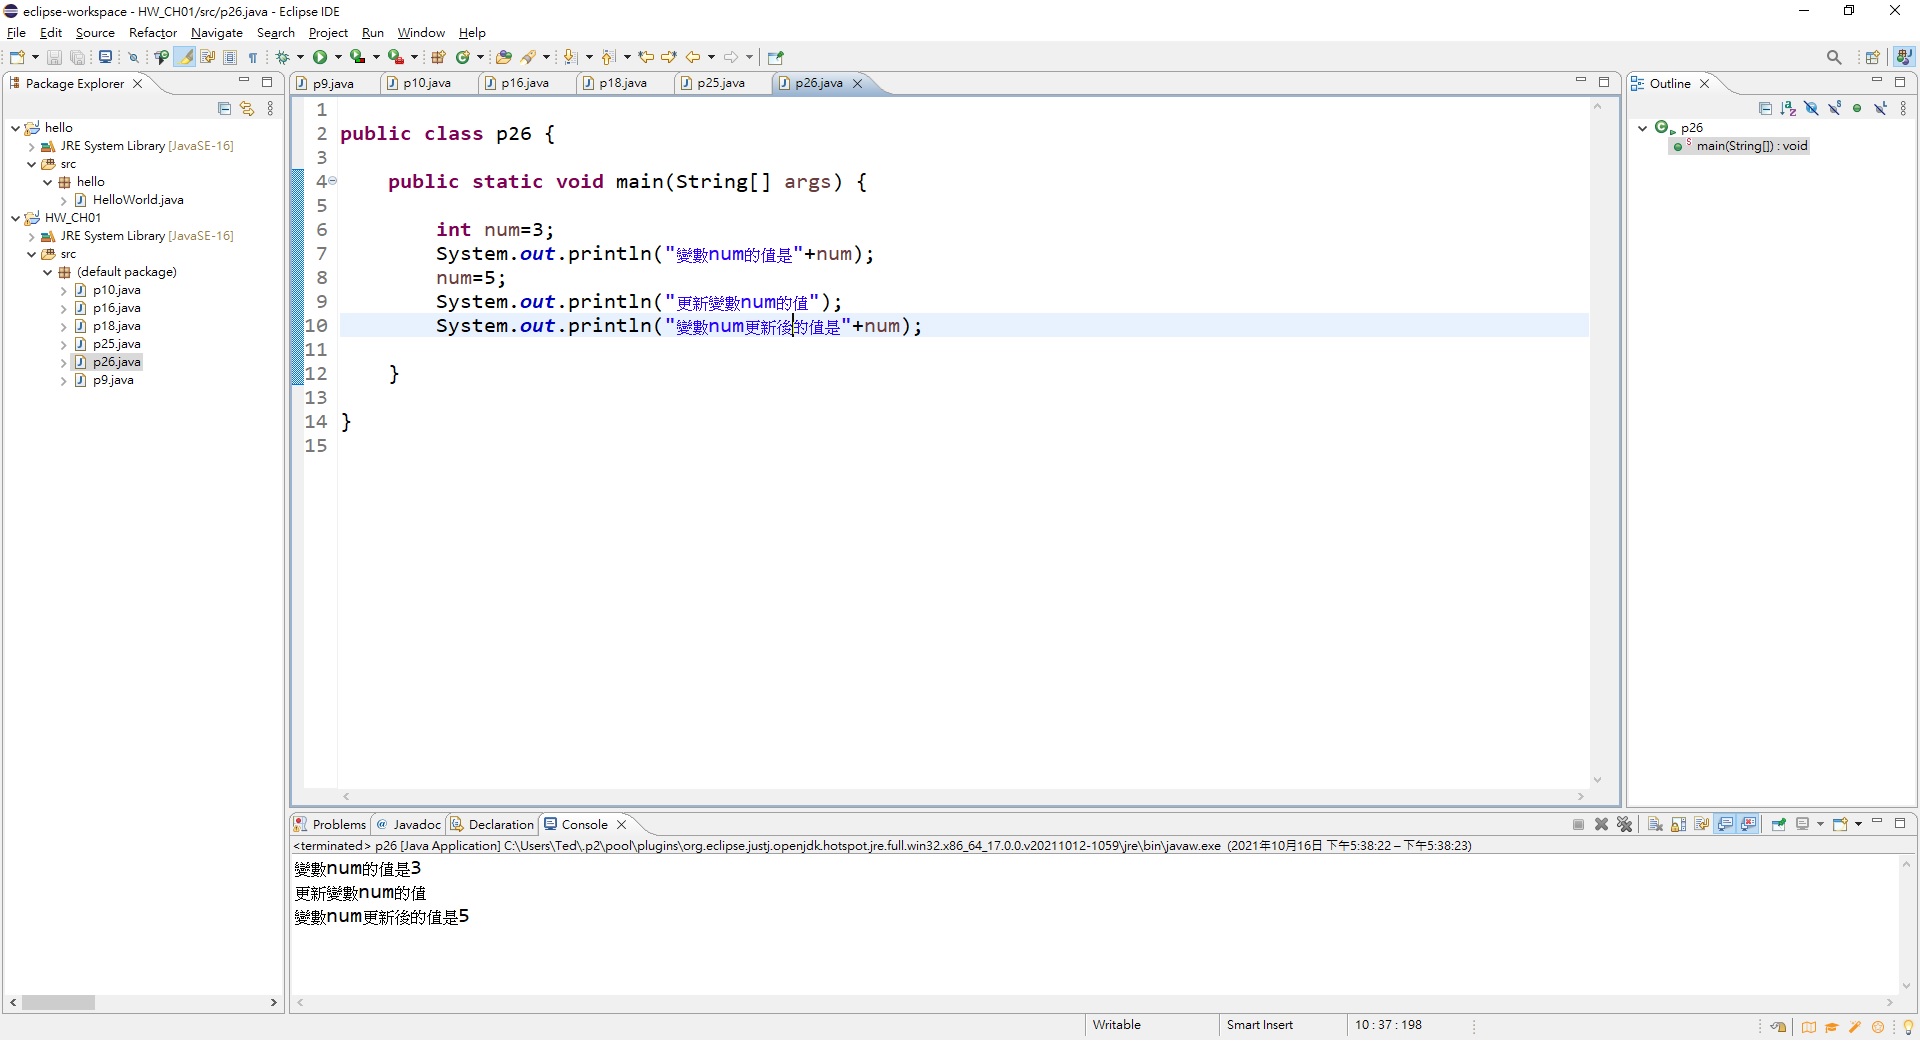 eclipse-workspace - HW_CH01/src/p26.java - Eclipse IDE
File Edit Source Refactor Navigate Search Project Run Window Help
Package Explorer
hello
JRE System Library [JavaSE-16]
src
hello
HelloWorld.java
HW_CH01
JRE System Library [JavaSE-16]
src
(default package)
p10.java
p16.java
p18.java
p25.java
p26.java
p9.java
p9.java p10.java p16.java p18.java p25.java p26.java
1
2 public class p26 {
3
4 public static void main(String[] args) {
5
6 int num=3;
7 System.out.println("變數num的值是"+num);
8 num=5;
9 System.out.println("更新變數num的值");
10 System.out.println("變數num更新後的值是"+num);
11
12 }
13
14 }
15
Outline
p26
main(String[]) : void
Problems Javadoc Declaration Console
<terminated> p26 [Java Application] C:\Users\Ted\.p2\pool\plugins\org.eclipse.justj.openjdk.hotspot.jre.full.win32.x86_64_17.0.0.v20211012-1059\jre\bin\javaw.exe (2021年10月16日 下午5:38:22 – 下午5:38:23)
變數num的值是3
更新變數num的值
變數num更新後的值是5
Writable Smart Insert 10 : 37 : 198